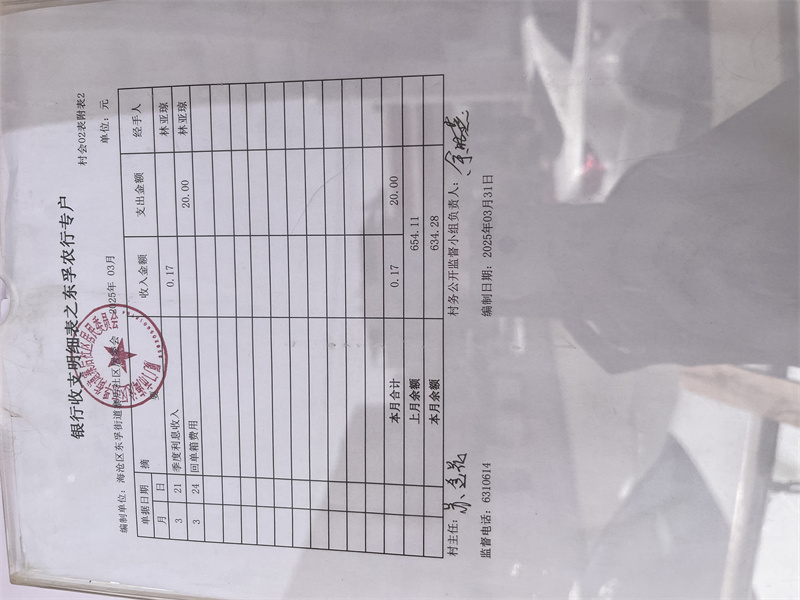 银行收支明细表之东孚农行专户
村会02表附表2
编制单位：海沧区东孚街道 社区 2025年 03月 单位：元
单据日期 摘 要 收入金额 支出金额 经手人
月 日
3 21 季度利息收入 0.17 林亚琼
3 24 回单箱费用 20.00 林亚琼
本月合计 0.17 20.00
上月余额 654.11
本月余额 634.28
村主任： 村务公开监督小组负责人：
监督电话：6310614 编制日期：2025年03月31日